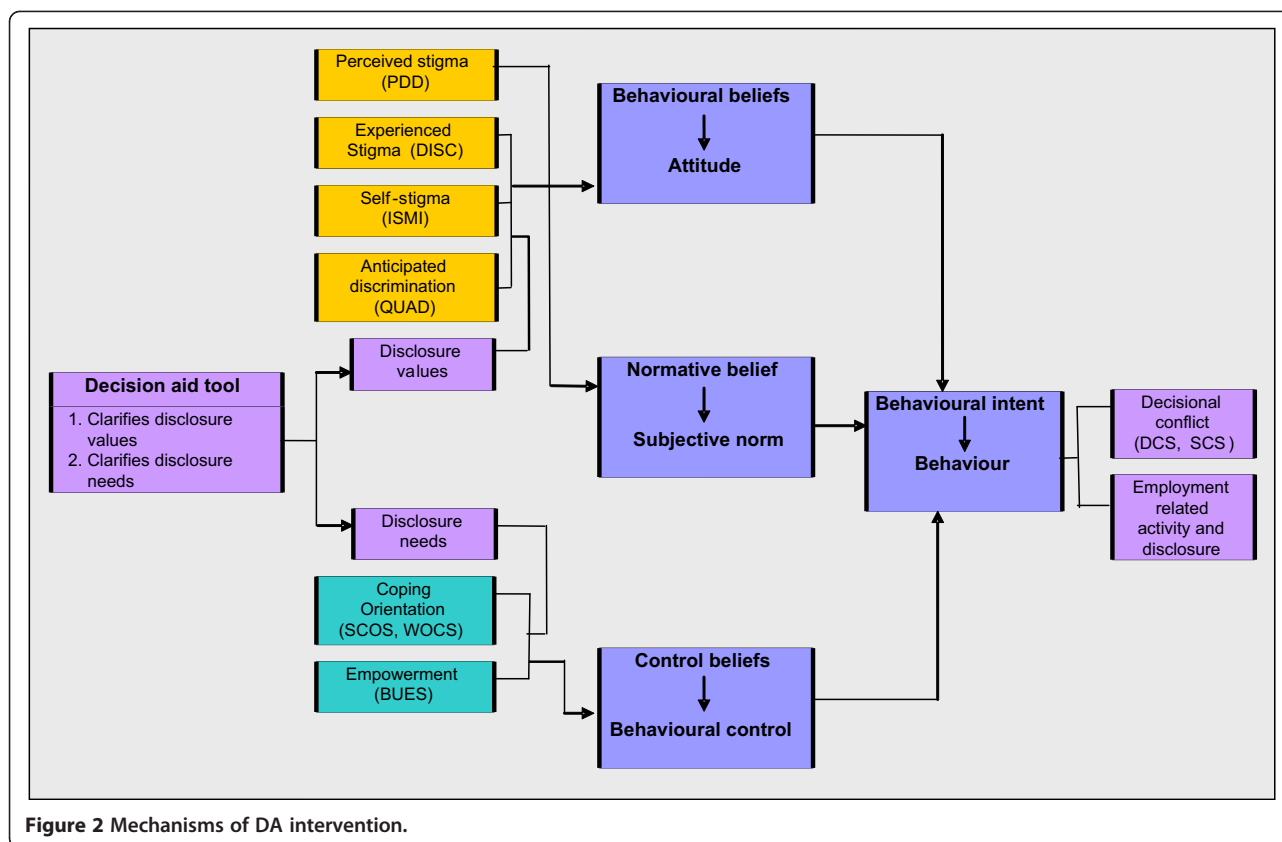 Perceived stigma
(PDD)
Experienced
Stigma (DISC)
Self-stigma
(ISMI)
Anticipated
discrimination
(QUAD)
Disclosure
values
Decision aid tool
1. Clarifies disclosure
values
2. Clarifies disclosure
needs
Disclosure
needs
Coping
Orientation
(SCOS, WOCS)
Empowerment
(BUES)
Behavioural beliefs
Attitude
Normative belief
Subjective norm
Control beliefs
Behavioural control
Behavioural intent
Behaviour
Decisional
conflict
(DCS, SCS )
Employment
related
activity and
disclosure
Figure 2 Mechanisms of DA intervention.